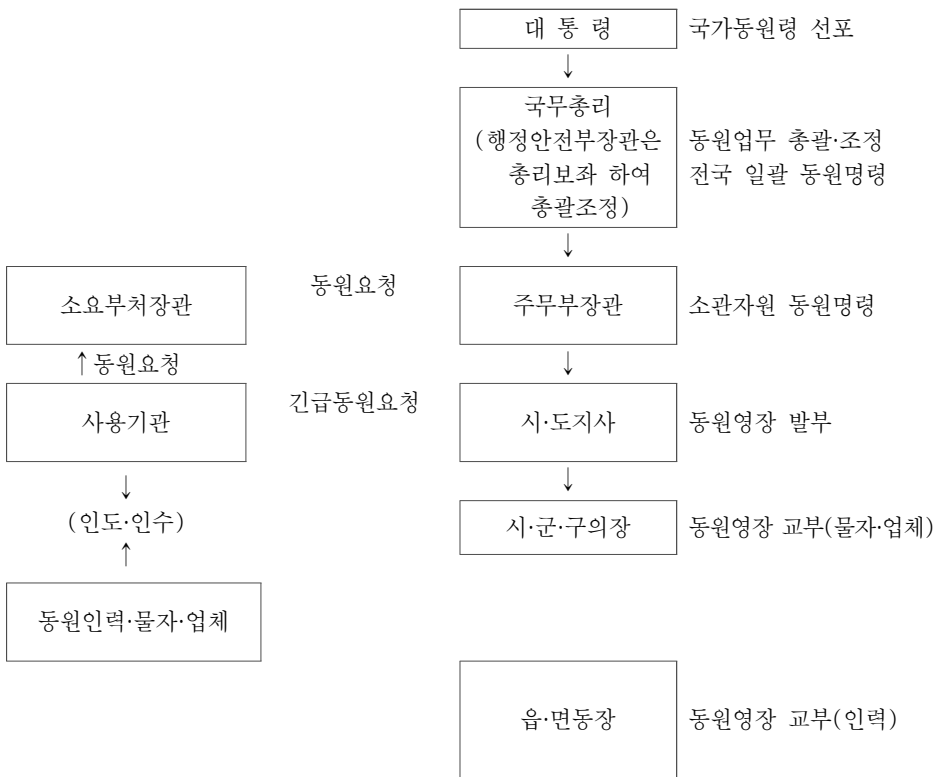 대 통 령 국가동원령 선포
↓
국무총리
(행정안전부장관은 동원업무 총괄·조정
총리보좌 하여 전국 일괄 동원명령
총괄조정)
↓
동원요청
소요부처장관 주무부장관 소관자원 동원명령
↑동원요청 ↓
긴급동원요청
사용기관 시·도지사 동원영장 발부
↓ ↓
(인도·인수) 시·군·구의장 동원영장 교부(물자·업체)
↑
동원인력·물자·업체
읍·면동장 동원영장 교부(인력)